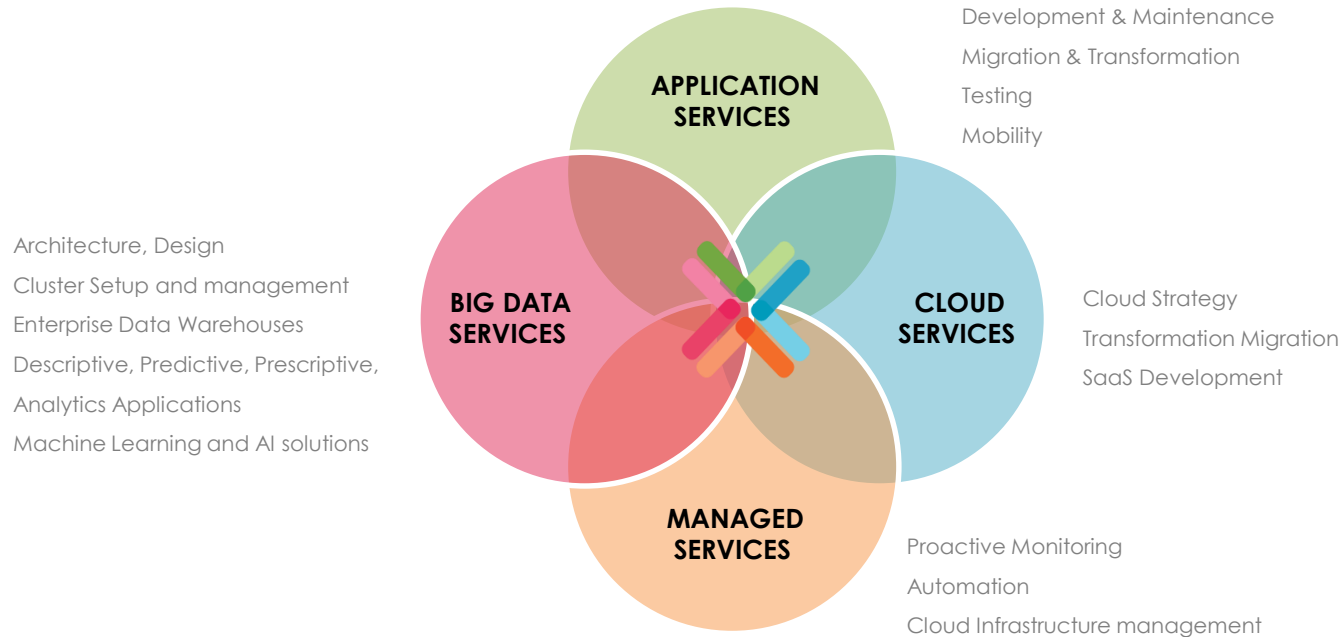 APPLICATION
SERVICES
Development & Maintenance
Migration & Transformation
Testing
Mobility
BIG DATA
SERVICES
Architecture, Design
Cluster Setup and management
Enterprise Data Warehouses
Descriptive, Predictive, Prescriptive,
Analytics Applications
Machine Learning and AI solutions
CLOUD
SERVICES
Cloud Strategy
Transformation Migration
SaaS Development
MANAGED
SERVICES
Proactive Monitoring
Automation
Cloud Infrastructure management